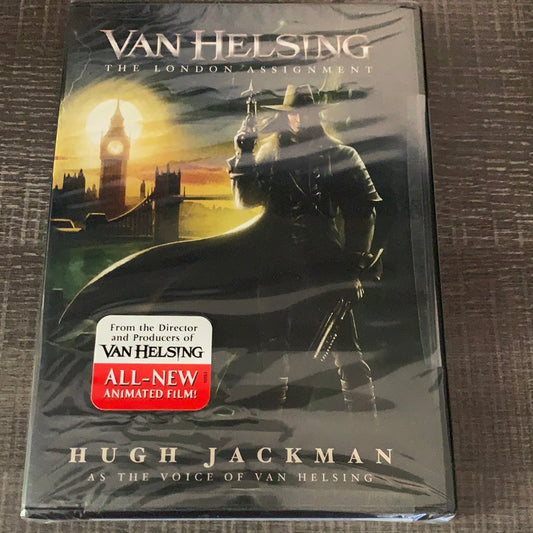 VAN HELSING
THE LONDON ASSIGNMENT
From the Director
and Producers of
VAN HELSING
ALL-NEW
ANIMATED FILM!
HUGH JACKMAN
AS THE VOICE OF VAN HELSING